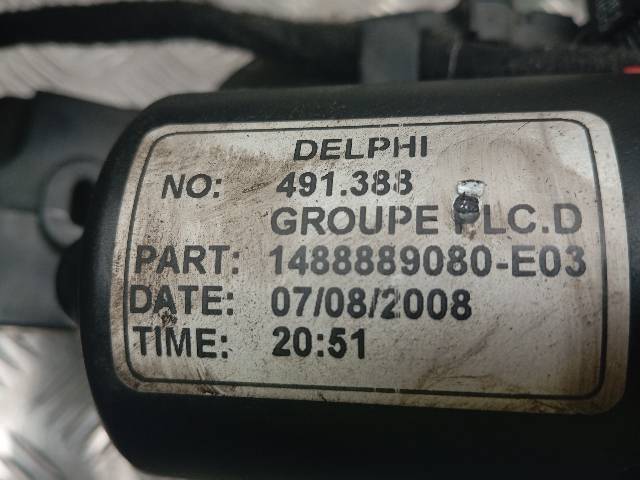 DELPHI
NO: 491.388
GROUPE PLC.D
PART: 1488889080-E03
DATE: 07/08/2008
TIME: 20:51